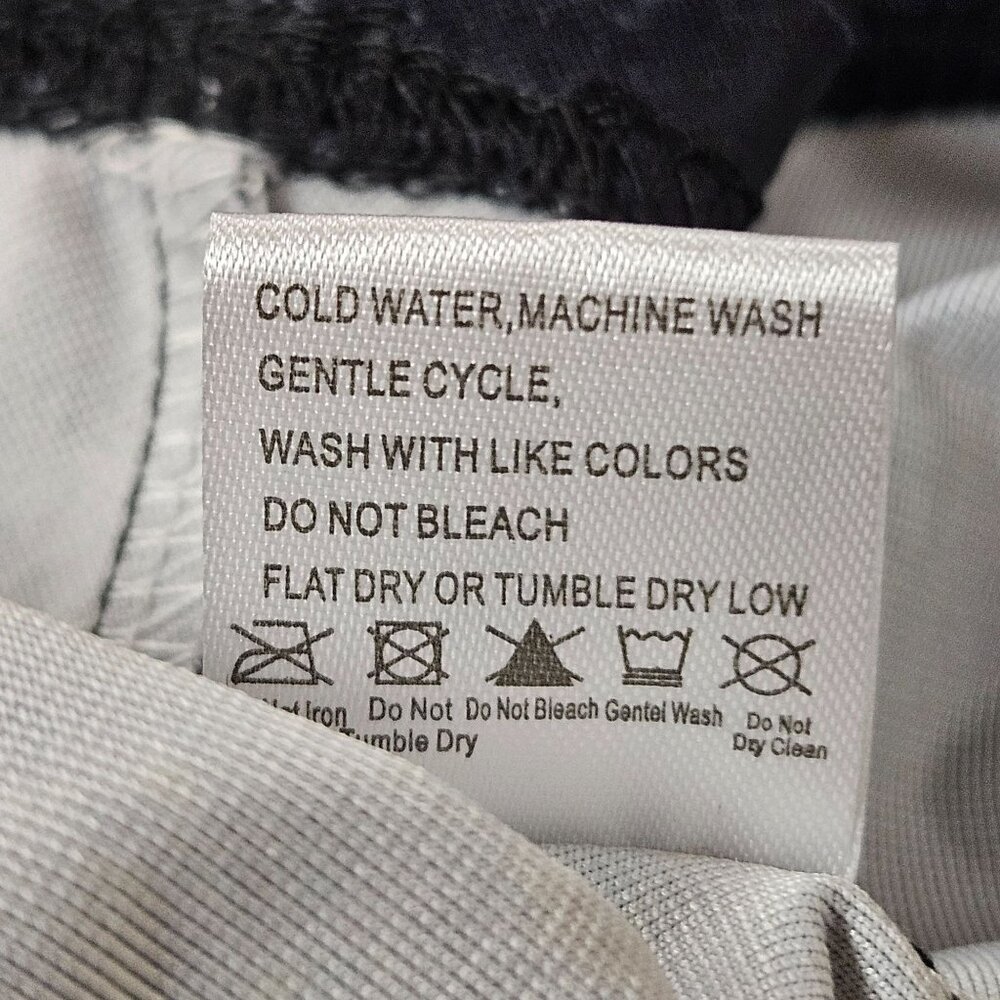 COLD WATER,MACHINE WASH
GENTLE CYCLE,
WASH WITH LIKE COLORS
DO NOT BLEACH
FLAT DRY OR TUMBLE DRY LOW
Iron Do Not Do Not Bleach Gentel Wash Do Not
Dry Dry Clean